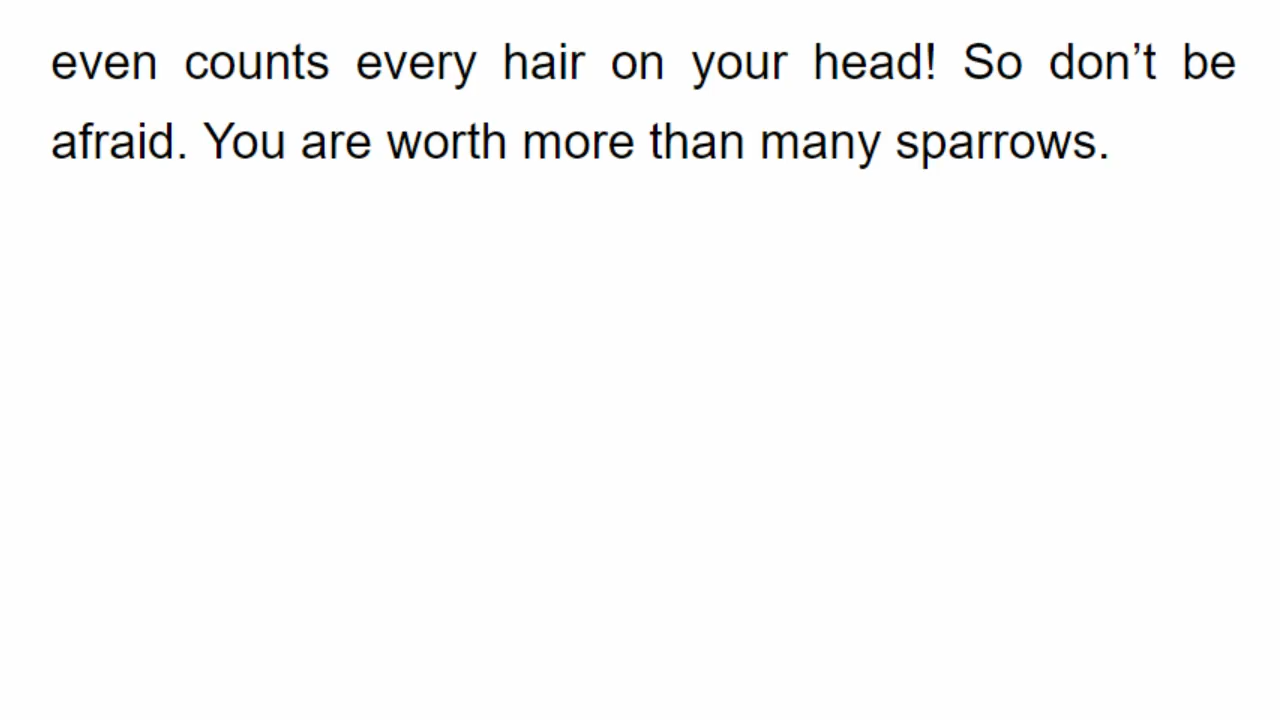 even counts every hair on your head! So don’t be
afraid. You are worth more than many sparrows.